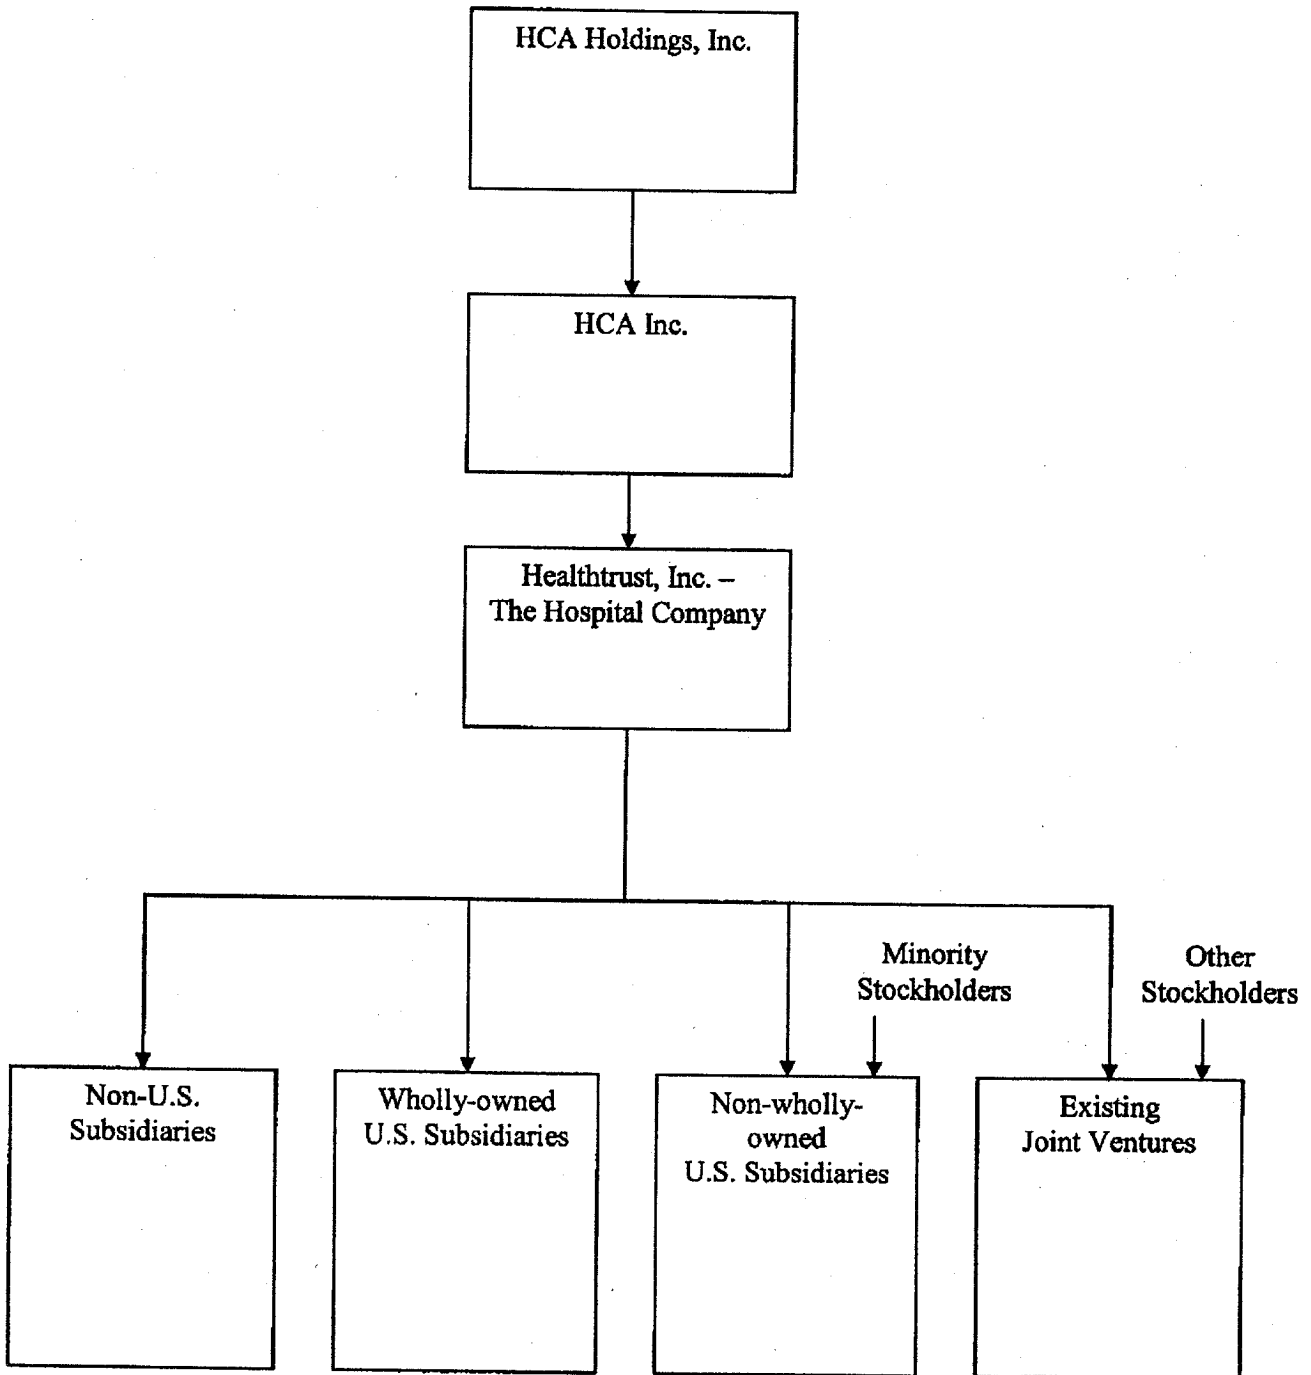 HCA Holdings, Inc.
HCA Inc.
Healthtrust, Inc. –
The Hospital Company
Minority
Stockholders
Other
Stockholders
Non-U.S.
Subsidiaries
Wholly-owned
U.S. Subsidiaries
Non-wholly-
owned
U.S. Subsidiaries
Existing
Joint Ventures